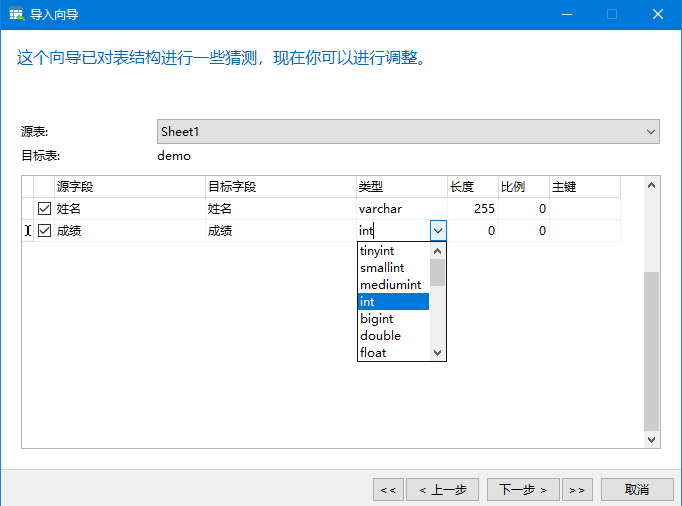 导入向导
这个向导已对表结构进行一些猜测，现在你可以进行调整。
源表: Sheet1
目标表: demo
源字段 目标字段 类型 长度 比例 主键
姓名 姓名 varchar 255 0
成绩 成绩 int 0 0
tinyint
smallint
mediumint
int
bigint
double
float
<< < 上一步 下一步 > >> 取消